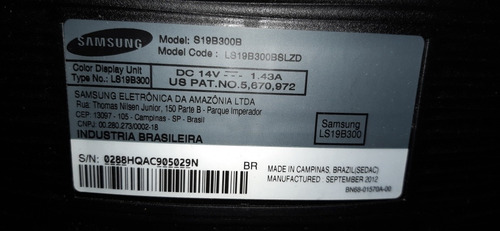 SAMSUNG
Model: S19B300B
Model Code: LS19B300BSLZD
Color Display Unit
Type No.: LS19B300
DC 14V ⎓ 1.43A
US PAT.NO.5,670,972
SAMSUNG ELETRÔNICA DA AMAZÔNIA LTDA
Rua: Thomas Nilsen Junior, 150 Parte B - Parque Imperador
CEP: 13097 - 105 - Campinas - SP - Brasil
CNPJ: 00.280.273/0002-18
INDUSTRIA BRASILEIRA
Samsung
LS19B300
S/N: 0288HQAC905029N
BR
MADE IN CAMPINAS, BRAZIL(SEDAC)
MANUFACTURED SEPTEMBER 2012
BN68-01570A-00